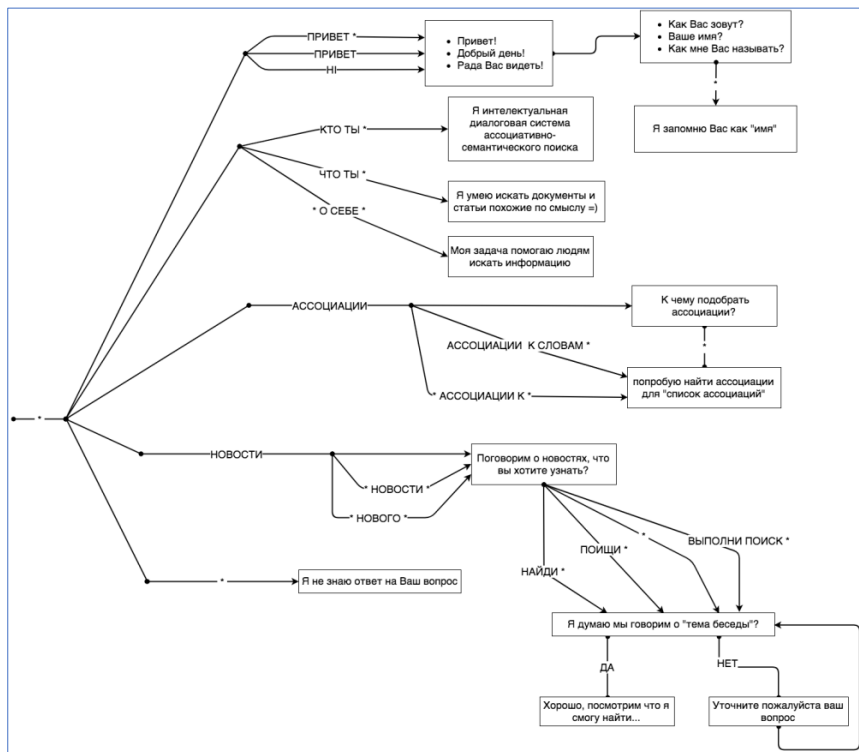 ПРИВЕТ *
ПРИВЕТ
HI
• Привет!
• Добрый день!
• Рада Вас видеть!
• Как Вас зовут?
• Ваше имя?
• Как мне Вас называть?
*
Я запомню Вас как "имя"
КТО ТЫ *
Я интелектуальная
диалоговая система
ассоциативно-
семантического поиска
ЧТО ТЫ *
Я умею искать документы и
статьи похожие по смыслу =)
* О СЕБЕ *
Моя задача помогаю людям
искать информацию
АССОЦИАЦИИ
К чему подобрать
ассоциации?
*
АССОЦИАЦИИ К СЛОВАМ *
* АССОЦИАЦИИ К *
попробую найти ассоциации
для "список ассоциаций"
*
НОВОСТИ
* НОВОСТИ *
* НОВОГО *
Поговорим о новостях, что
вы хотите узнать?
НАЙДИ *
ПОИЩИ *
*
ВЫПОЛНИ ПОИСК *
*
Я не знаю ответ на Ваш вопрос
Я думаю мы говорим о "тема беседы"?
ДА
НЕТ
Хорошо, посмотрим что я
смогу найти...
Уточните пожалуйста ваш
вопрос